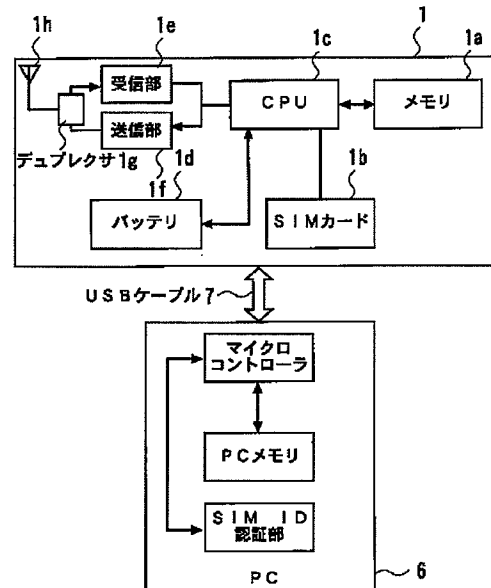 1h
1e
1c
1
1a
受信部
CPU
メモリ
送信部
デュプレクサ1g
1f
1d
1b
バッテリ
SIMカード
USBケーブル7
マイクロ
コントローラ
PCメモリ
SIM ID
認証部
PC
6